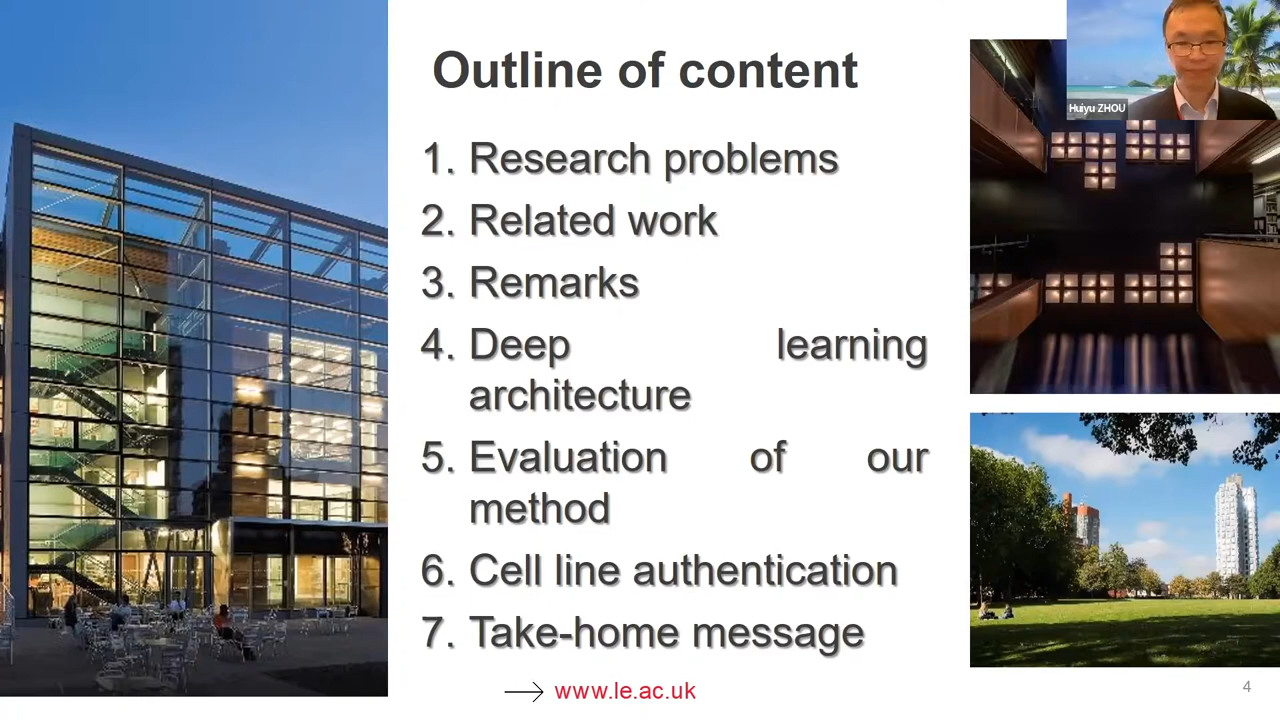 Outline of content
Huiyu ZHOU
1. Research problems
2. Related work
3. Remarks
4. Deep learning
architecture
5. Evaluation of our
method
6. Cell line authentication
7. Take-home message
www.le.ac.uk
4